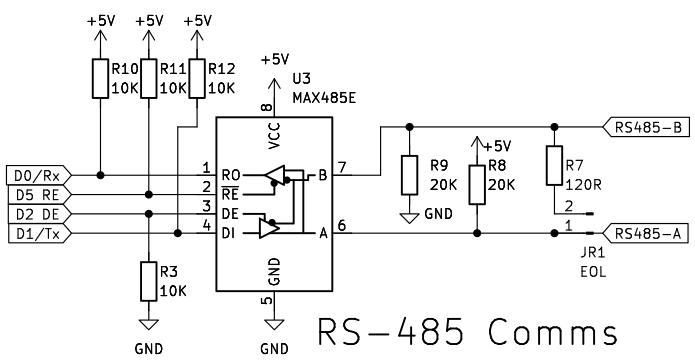 +5V +5V +5V
R10 10K
R11 10K
R12 10K
+5V
U3
MAX485E
8
VCC
D0/Rx
D5 RE
D2 DE
D1/Tx
1 RO
2 RE
3 DE
4 DI
B 7
A 6
GND
5
R3
10K
GND
GND
R9
20K
GND
+5V
R8
20K
R7
120R
2
1
JR1
EOL
RS485-B
RS485-A
RS-485 Comms